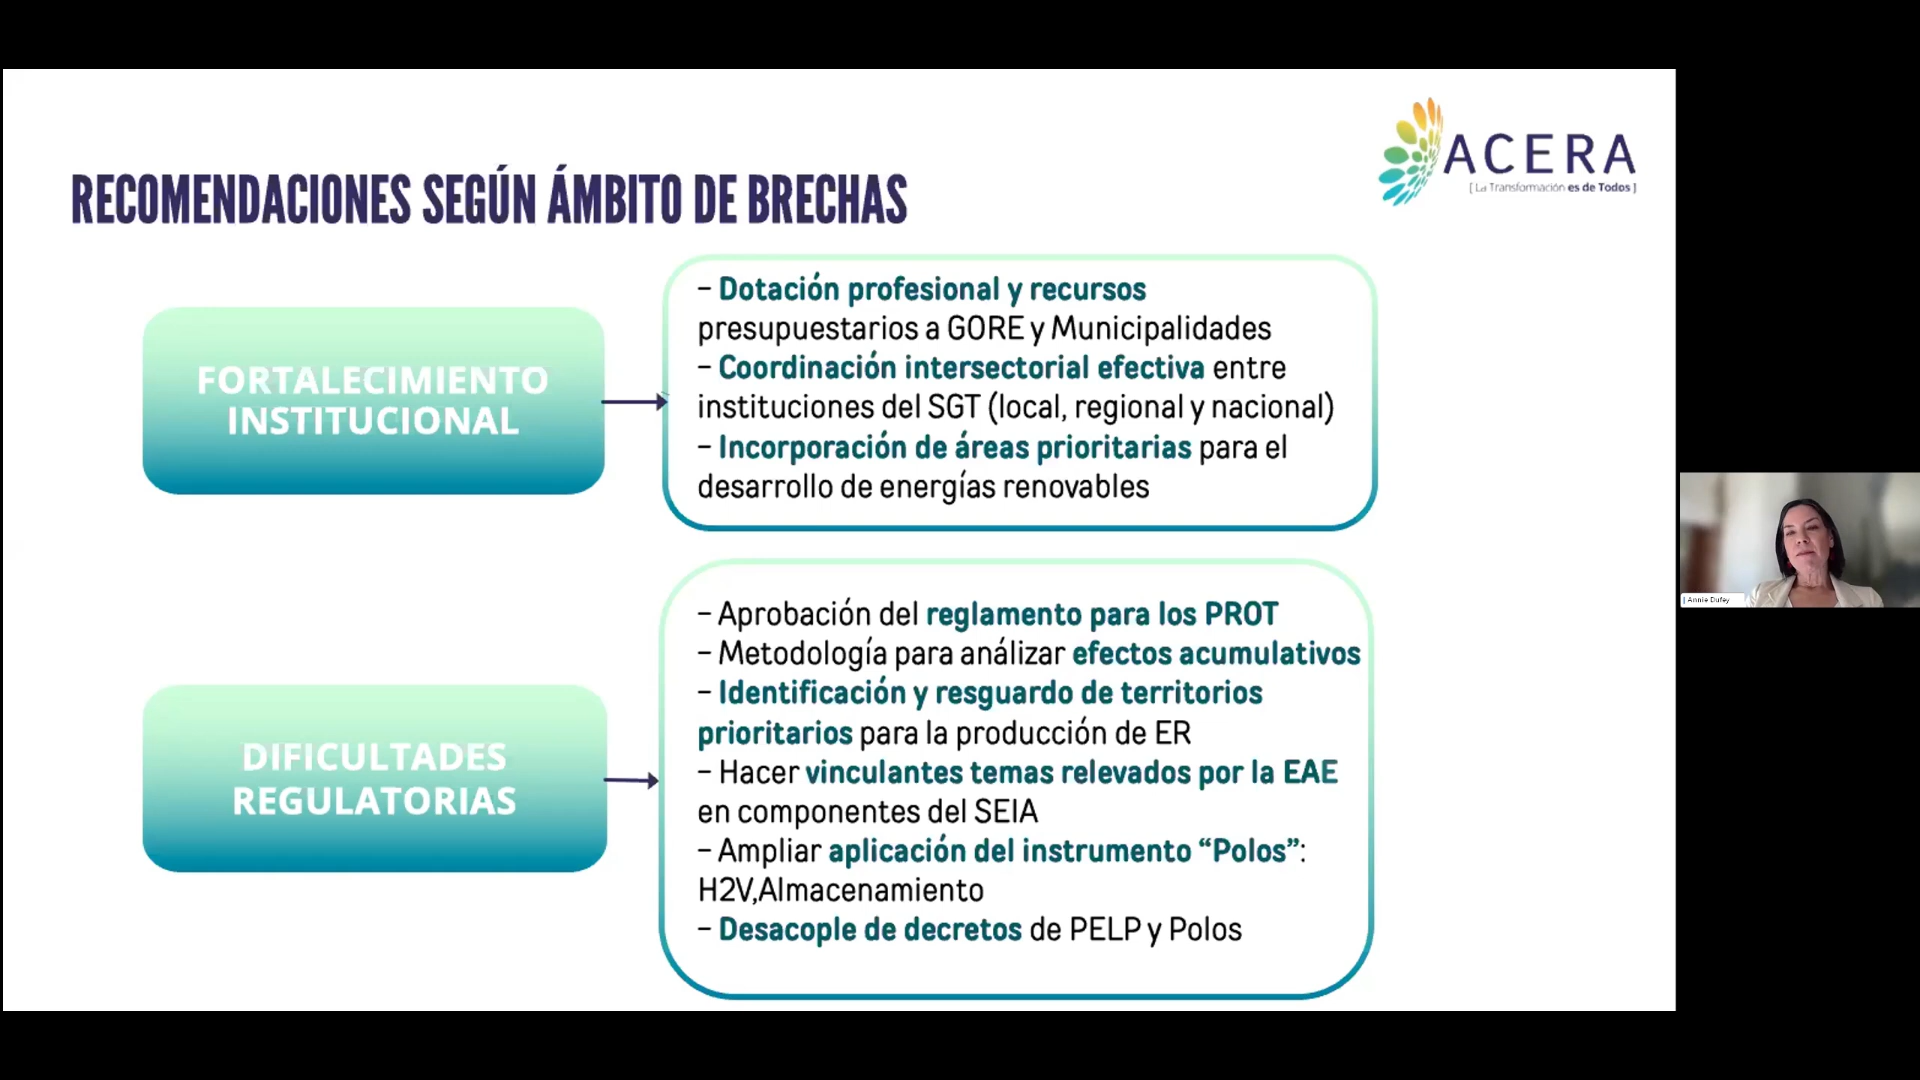 ACERA
[ La Transformación es de Todos ]
RECOMENDACIONES SEGÚN ÁMBITO DE BRECHAS
FORTALECIMIENTO
INSTITUCIONAL
– Dotación profesional y recursos
presupuestarios a GORE y Municipalidades
– Coordinación intersectorial efectiva entre
instituciones del SGT (local, regional y nacional)
– Incorporación de áreas prioritarias para el
desarrollo de energías renovables
DIFICULTADES
REGULATORIAS
– Aprobación del reglamento para los PROT
– Metodología para análizar efectos acumulativos
– Identificación y resguardo de territorios
prioritarios para la producción de ER
– Hacer vinculantes temas relevados por la EAE
en componentes del SEIA
– Ampliar aplicación del instrumento “Polos”:
H2V,Almacenamiento
– Desacople de decretos de PELP y Polos
Annie Dufey